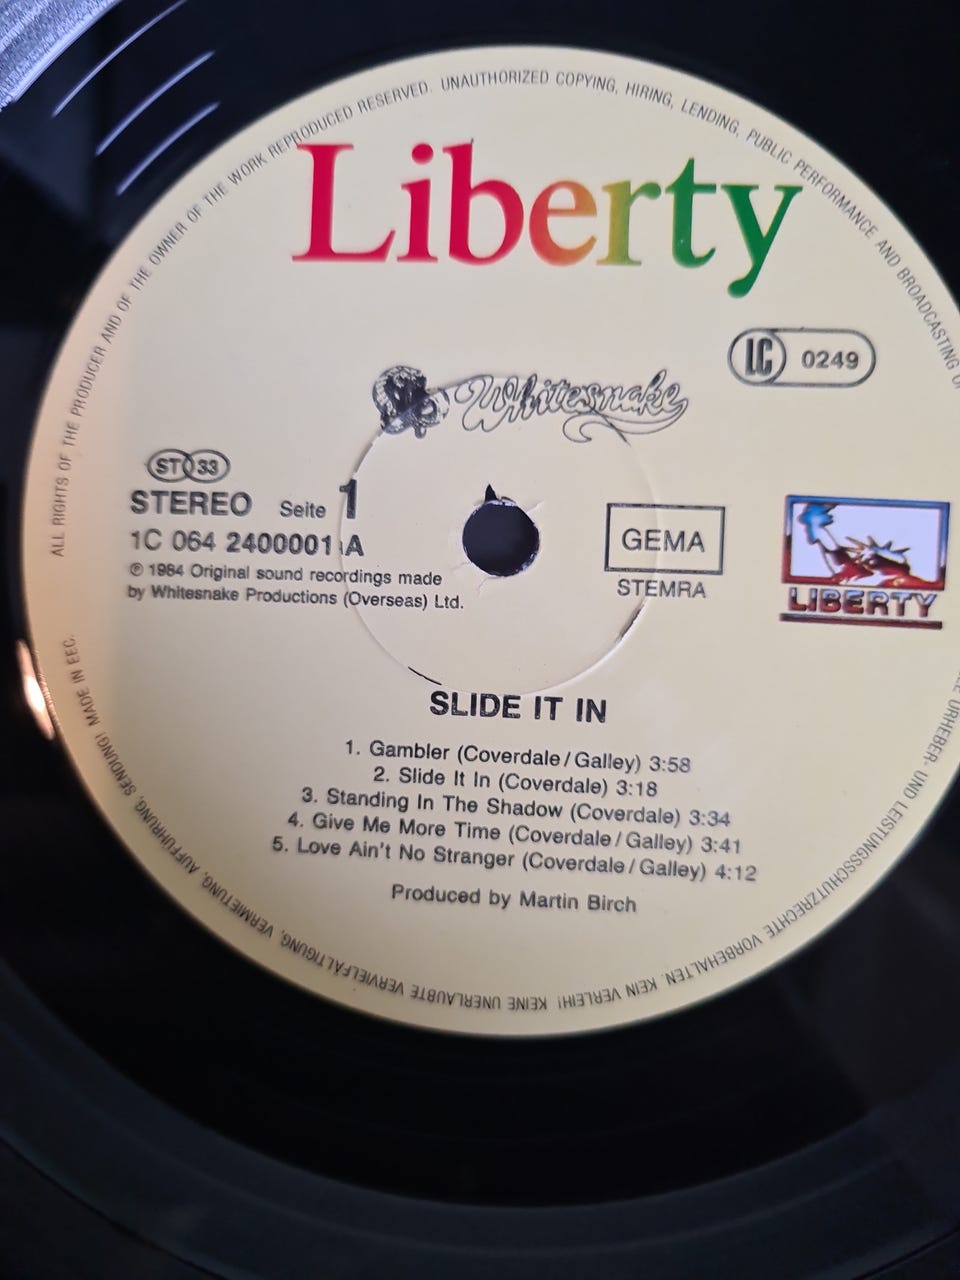 ALL RIGHTS OF THE PRODUCER AND OF THE OWNER OF THE WORK REPRODUCED RESERVED. UNAUTHORIZED COPYING, HIRING, LENDING, PUBLIC PERFORMANCE AND BROADCASTING
Liberty
LC 0249
Whitesnake
ST 33
STEREO Seite 1
1C 064 2400001 A
℗ 1984 Original sound recordings made
by Whitesnake Productions (Overseas) Ltd.
GEMA
STEMRA
LIBERTY
SLIDE IT IN
1. Gambler (Coverdale/Galley) 3:58
2. Slide It In (Coverdale) 3:18
3. Standing In The Shadow (Coverdale) 3:34
4. Give Me More Time (Coverdale/Galley) 3:41
5. Love Ain't No Stranger (Coverdale/Galley) 4:12
Produced by Martin Birch
URHEBER- UND LEISTUNGSSCHUTZRECHTE VORBEHALTEN. KEIN VERLEIH! KEINE UNERLAUBTE VERVIELFÄLTIGUNG, VERMIETUNG, AUFFÜHRUNG, SENDUNG! MADE IN EEC.